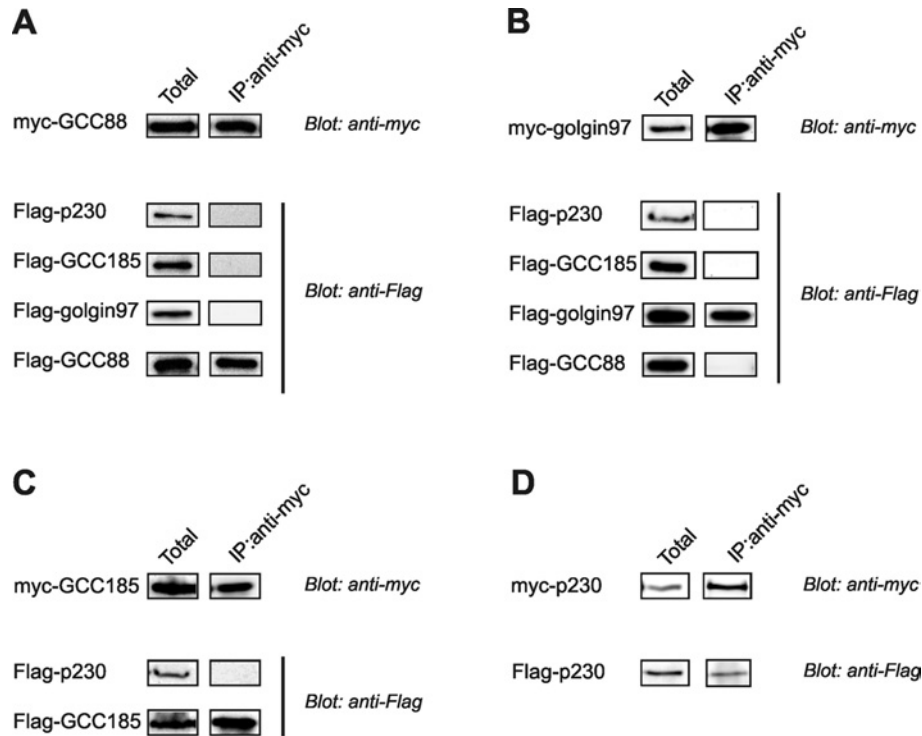 A
Total IP:anti-myc
myc-GCC88 Blot: anti-myc
Flag-p230
Flag-GCC185
Flag-golgin97
Flag-GCC88
Blot: anti-Flag
B
Total IP:anti-myc
myc-golgin97 Blot: anti-myc
Flag-p230
Flag-GCC185
Flag-golgin97
Flag-GCC88
Blot: anti-Flag
C
Total IP:anti-myc
myc-GCC185 Blot: anti-myc
Flag-p230
Flag-GCC185
Blot: anti-Flag
D
Total IP:anti-myc
myc-p230 Blot: anti-myc
Flag-p230 Blot: anti-Flag